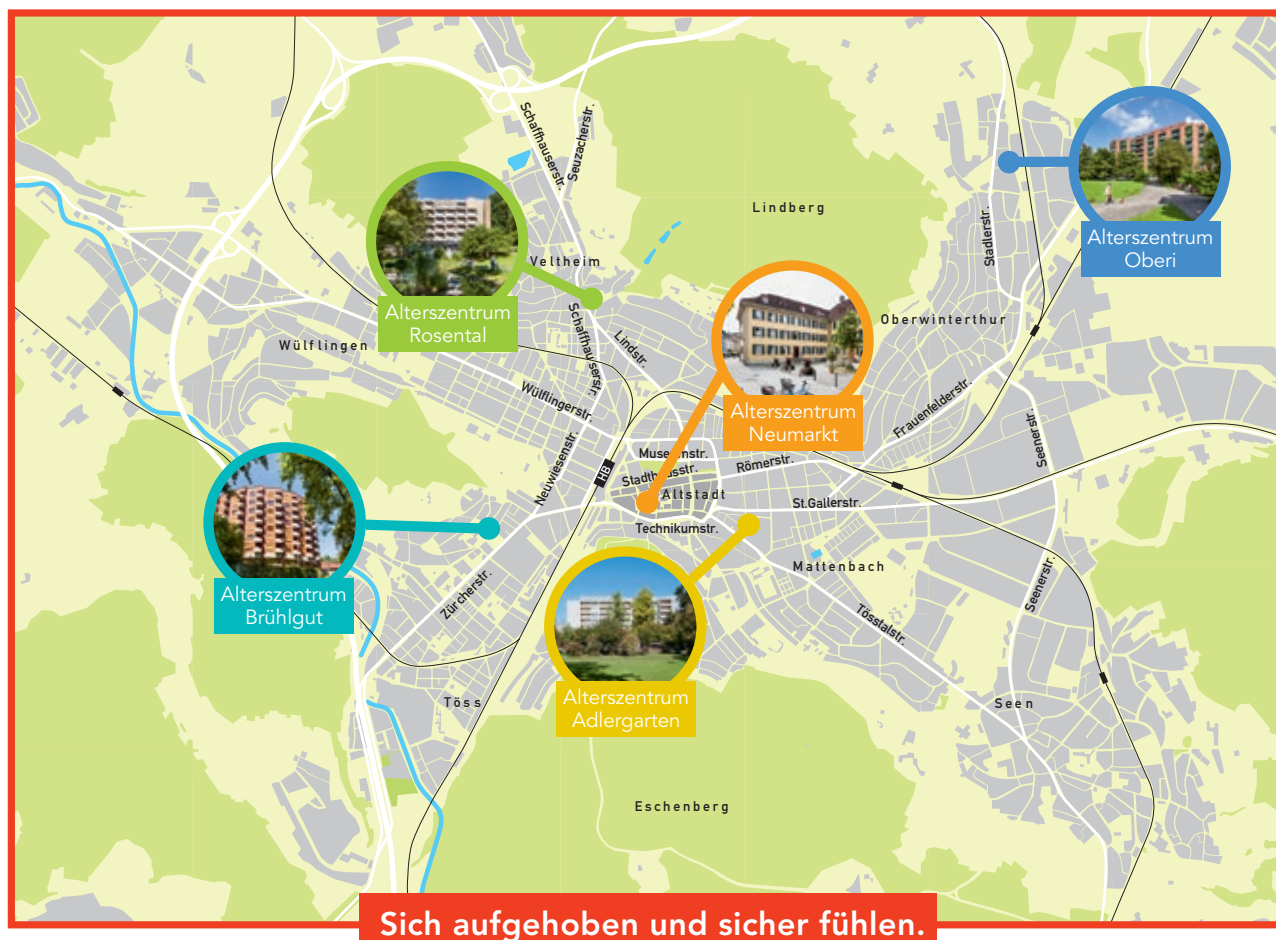 Schaffhauserstr.
Seuzacherstr.
Lindberg
Stadlerstr.
Alterszentrum
Oberi
Veltheim
Alterszentrum
Rosental
Schaffhauserstr.
Lindstr.
Oberwinterthur
Wülflingen
Wülflingerstr.
Frauenfelderstr.
Alterszentrum
Neumarkt
Seenerstr.
Neuwiesenstr.
HB
Museumstr.
Stadthausstr.
Römerstr.
Altstadt
St.Gallerstr.
Technikumstr.
Mattenbach
Zürcherstr.
Alterszentrum
Brühlgut
Seenerstr.
Tösstalstr.
Töss
Alterszentrum
Adlergarten
Seen
Eschenberg
Sich aufgehoben und sicher fühlen.